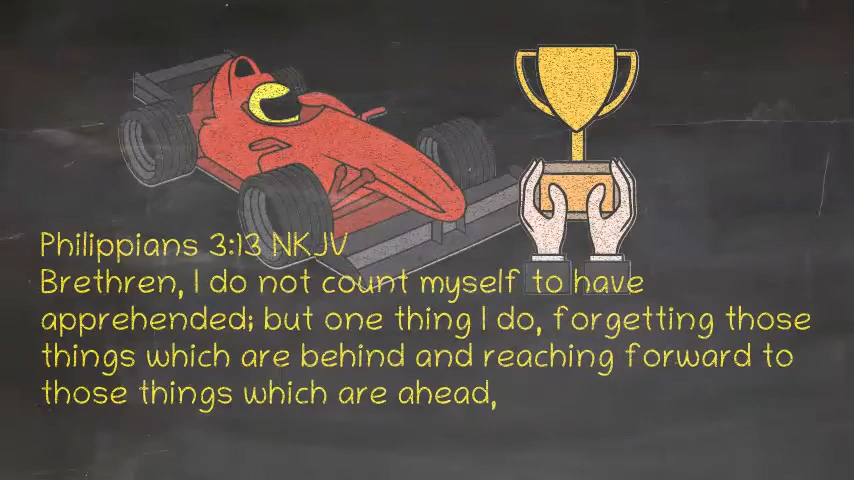 Philippians 3:13 NKJV
Brethren, I do not count myself to have
apprehended; but one thing I do, forgetting those
things which are behind and reaching forward to
those things which are ahead,